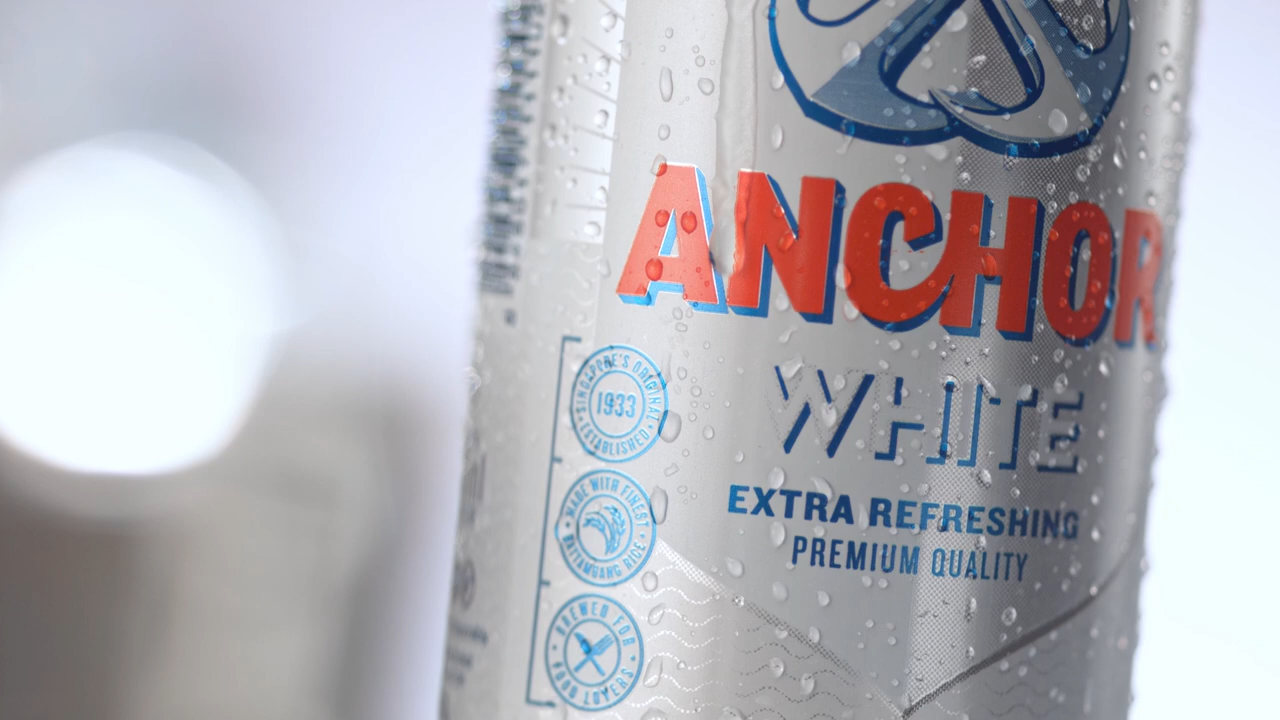 ANCHOR
WHITE
EXTRA REFRESHING
PREMIUM QUALITY
SINGAPORE'S ORIGINAL
1933
ESTABLISHED
MADE WITH FINEST
BATTAMBANG RICE
BREWED FOR
FOOD LOVERS